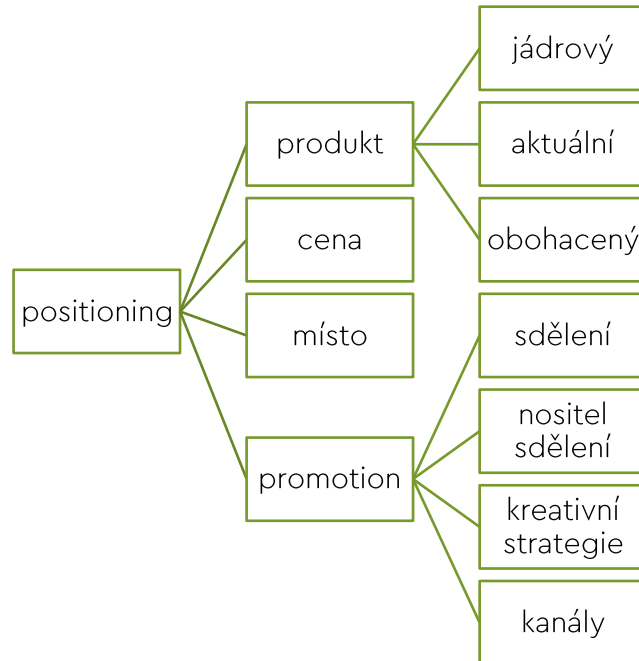 positioning
produkt
jádrový
aktuální
obohacený
cena
místo
promotion
sdělení
nositel
sdělení
kreativní
strategie
kanály